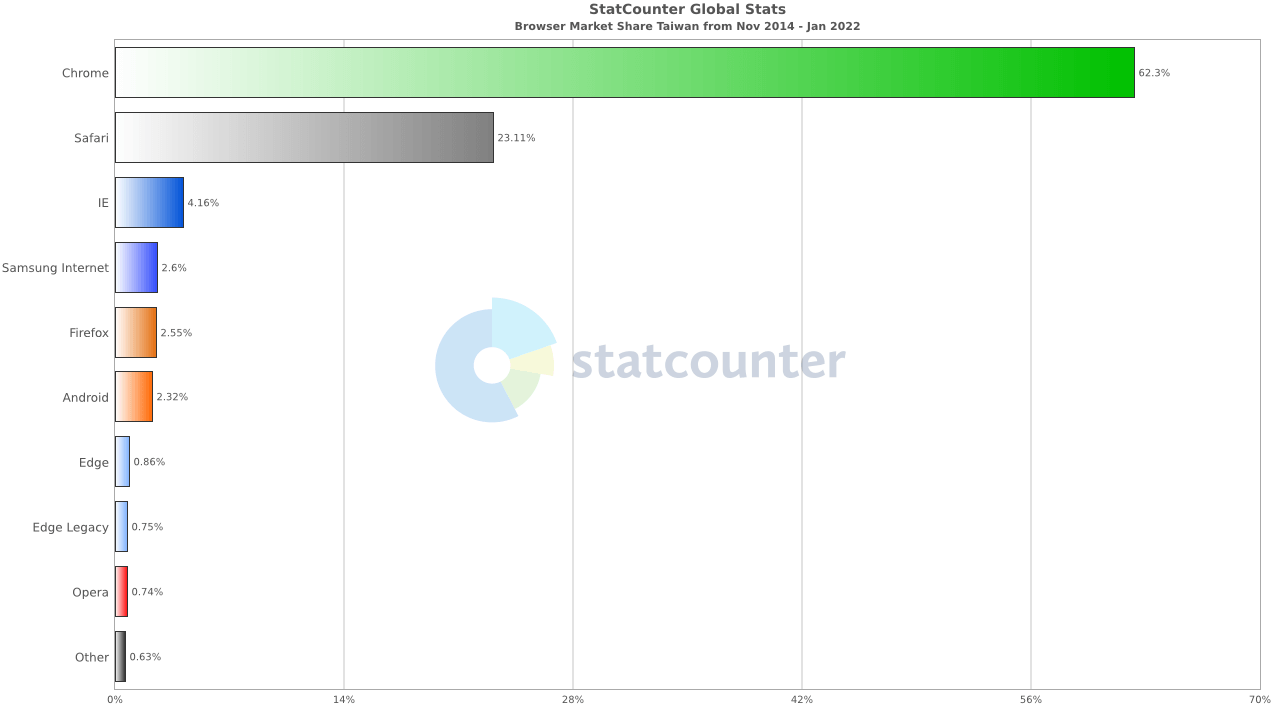 StatCounter Global Stats
Browser Market Share Taiwan from Nov 2014 - Jan 2022
Chrome 62.3%
Safari 23.11%
IE 4.16%
Samsung Internet 2.6%
Firefox 2.55%
statcounter
Android 2.32%
Edge 0.86%
Edge Legacy 0.75%
Opera 0.74%
Other 0.63%
0% 14% 28% 42% 56% 70%